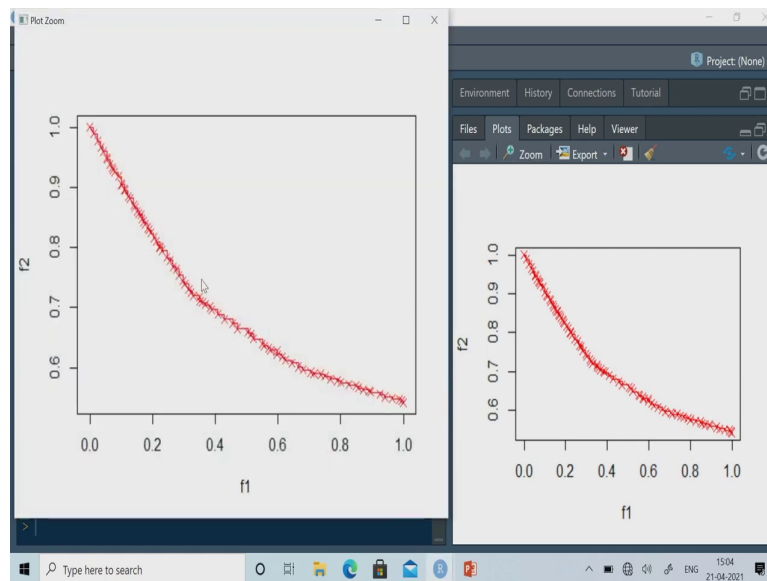 Plot Zoom
Project: (None)
Environment History Connections Tutorial
Files Plots Packages Help Viewer
Zoom Export
1.0
0.9
0.8
0.7
0.6
f2
0.0 0.2 0.4 0.6 0.8 1.0
f1
1.0
0.9
0.8
0.7
0.6
f2
0.0 0.2 0.4 0.6 0.8 1.0
f1
>
Type here to search
ENG
15:04
21-04-2021